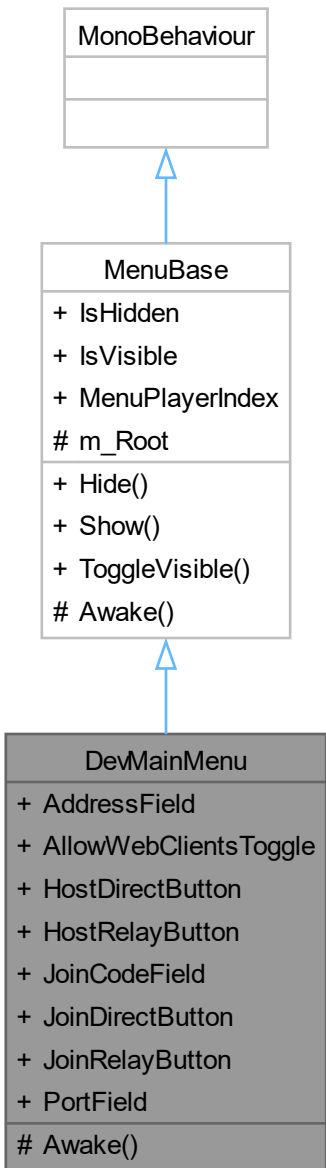 MonoBehaviour
MenuBase
+ IsHidden
+ IsVisible
+ MenuPlayerIndex
# m_Root
+ Hide()
+ Show()
+ ToggleVisible()
# Awake()
DevMainMenu
+ AddressField
+ AllowWebClientsToggle
+ HostDirectButton
+ HostRelayButton
+ JoinCodeField
+ JoinDirectButton
+ JoinRelayButton
+ PortField
# Awake()